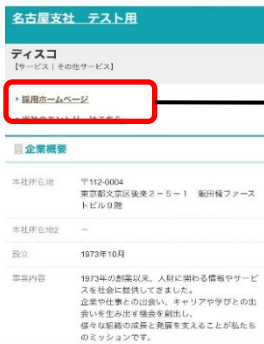 名古屋支社　テスト用
ディスコ
【サービス｜その他サービス】
・採用ホームページ
企業概要
本社所在地
〒112-0004
東京都文京区後楽２－５－１　飯田橋ファース
トビル９階
本社所在地2
－
設立
1973年10月
事業内容
1973年の創業以来、人財に関わる情報やサービ
スを社会に提供してきました。
企業や仕事との出会い、キャリアや学びとの出
会いを生み出す機会を創出し、
様々な組織の成長と発展を支えることが私たち
のミッションです。